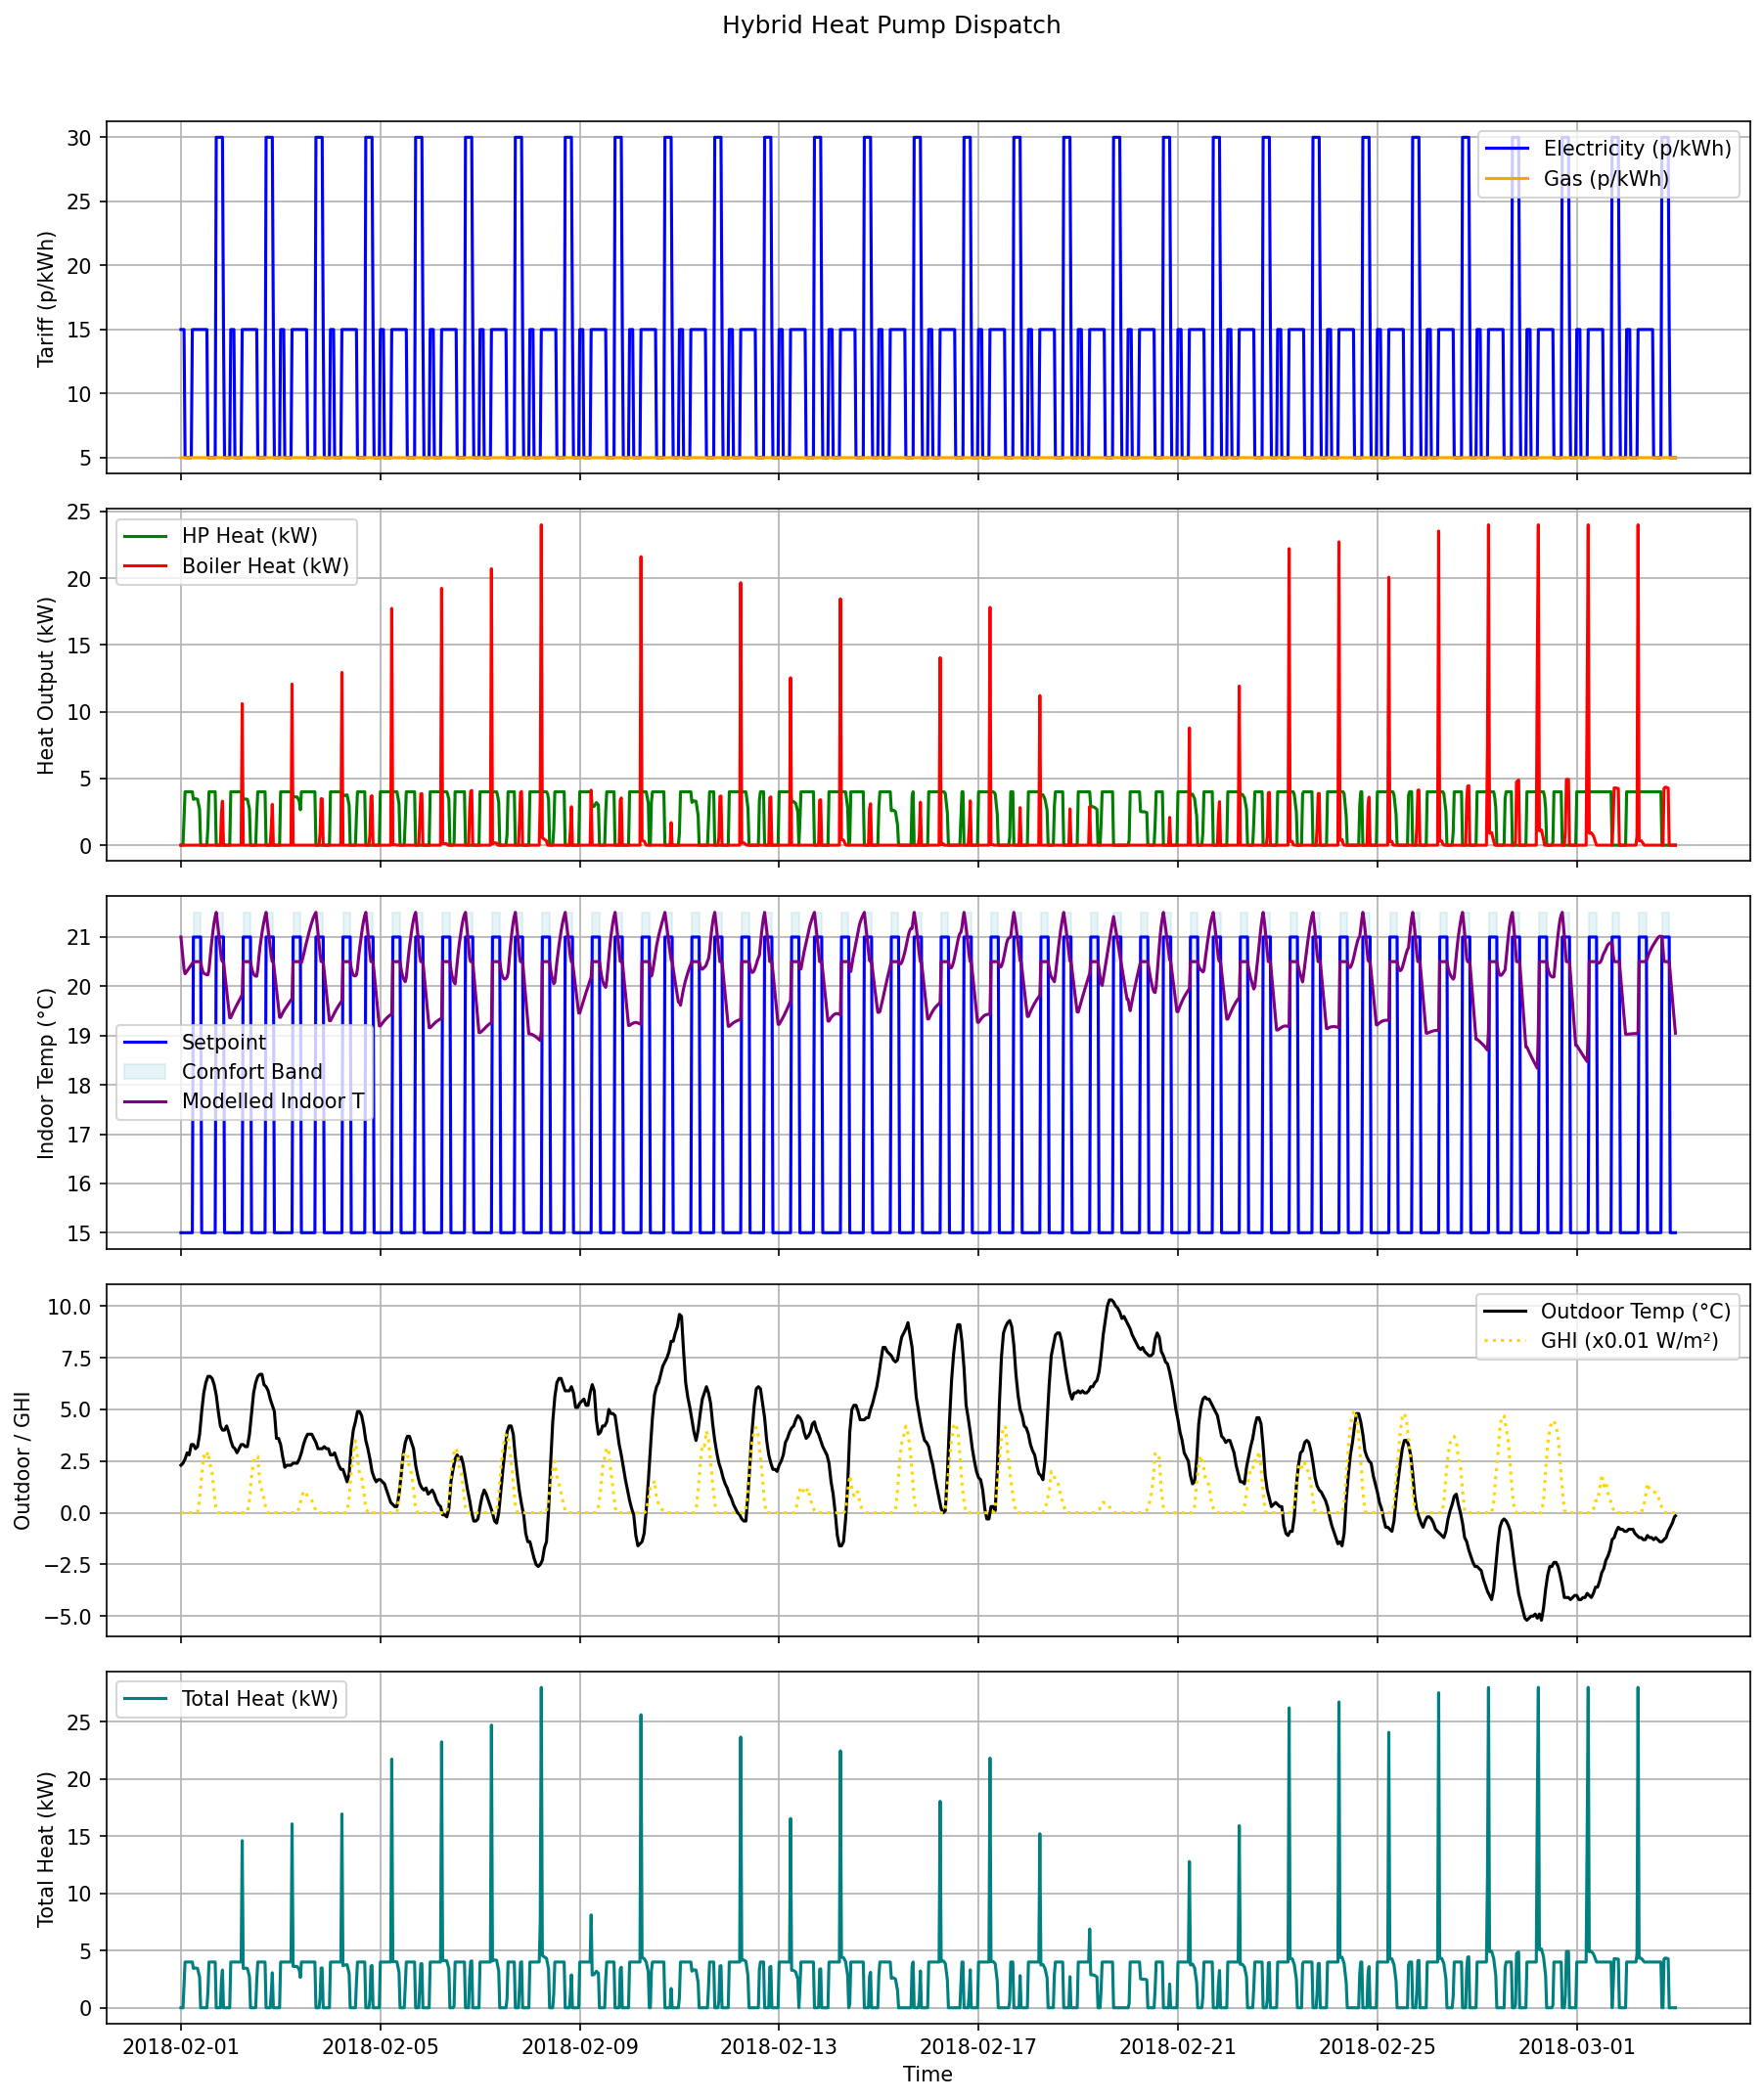 Hybrid Heat Pump Dispatch
30
25
20
15
10
5
Tariff (p/kWh)
Electricity (p/kWh)
Gas (p/kWh)
25
20
15
10
5
0
Heat Output (kW)
HP Heat (kW)
Boiler Heat (kW)
21
20
19
18
17
16
15
Indoor Temp (°C)
Setpoint
Comfort Band
Modelled Indoor T
10.0
7.5
5.0
2.5
0.0
−2.5
−5.0
Outdoor / GHI
Outdoor Temp (°C)
GHI (x0.01 W/m²)
25
20
15
10
5
0
Total Heat (kW)
Total Heat (kW)
2018-02-01 2018-02-05 2018-02-09 2018-02-13 2018-02-17 2018-02-21 2018-02-25 2018-03-01
Time